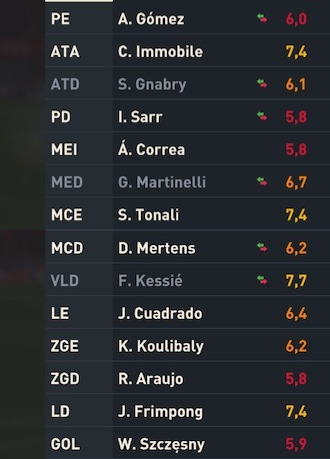 PE A. Gómez 6,0
ATA C. Immobile 7,4
ATD S. Gnabry 6,1
PD I. Sarr 5,8
MEI Á. Correa 5,8
MED G. Martinelli 6,7
MCE S. Tonali 7,4
MCD D. Mertens 6,2
VLD F. Kessié 7,7
LE J. Cuadrado 6,4
ZGE K. Koulibaly 6,2
ZGD R. Araujo 5,8
LD J. Frimpong 7,4
GOL W. Szczęsny 5,9